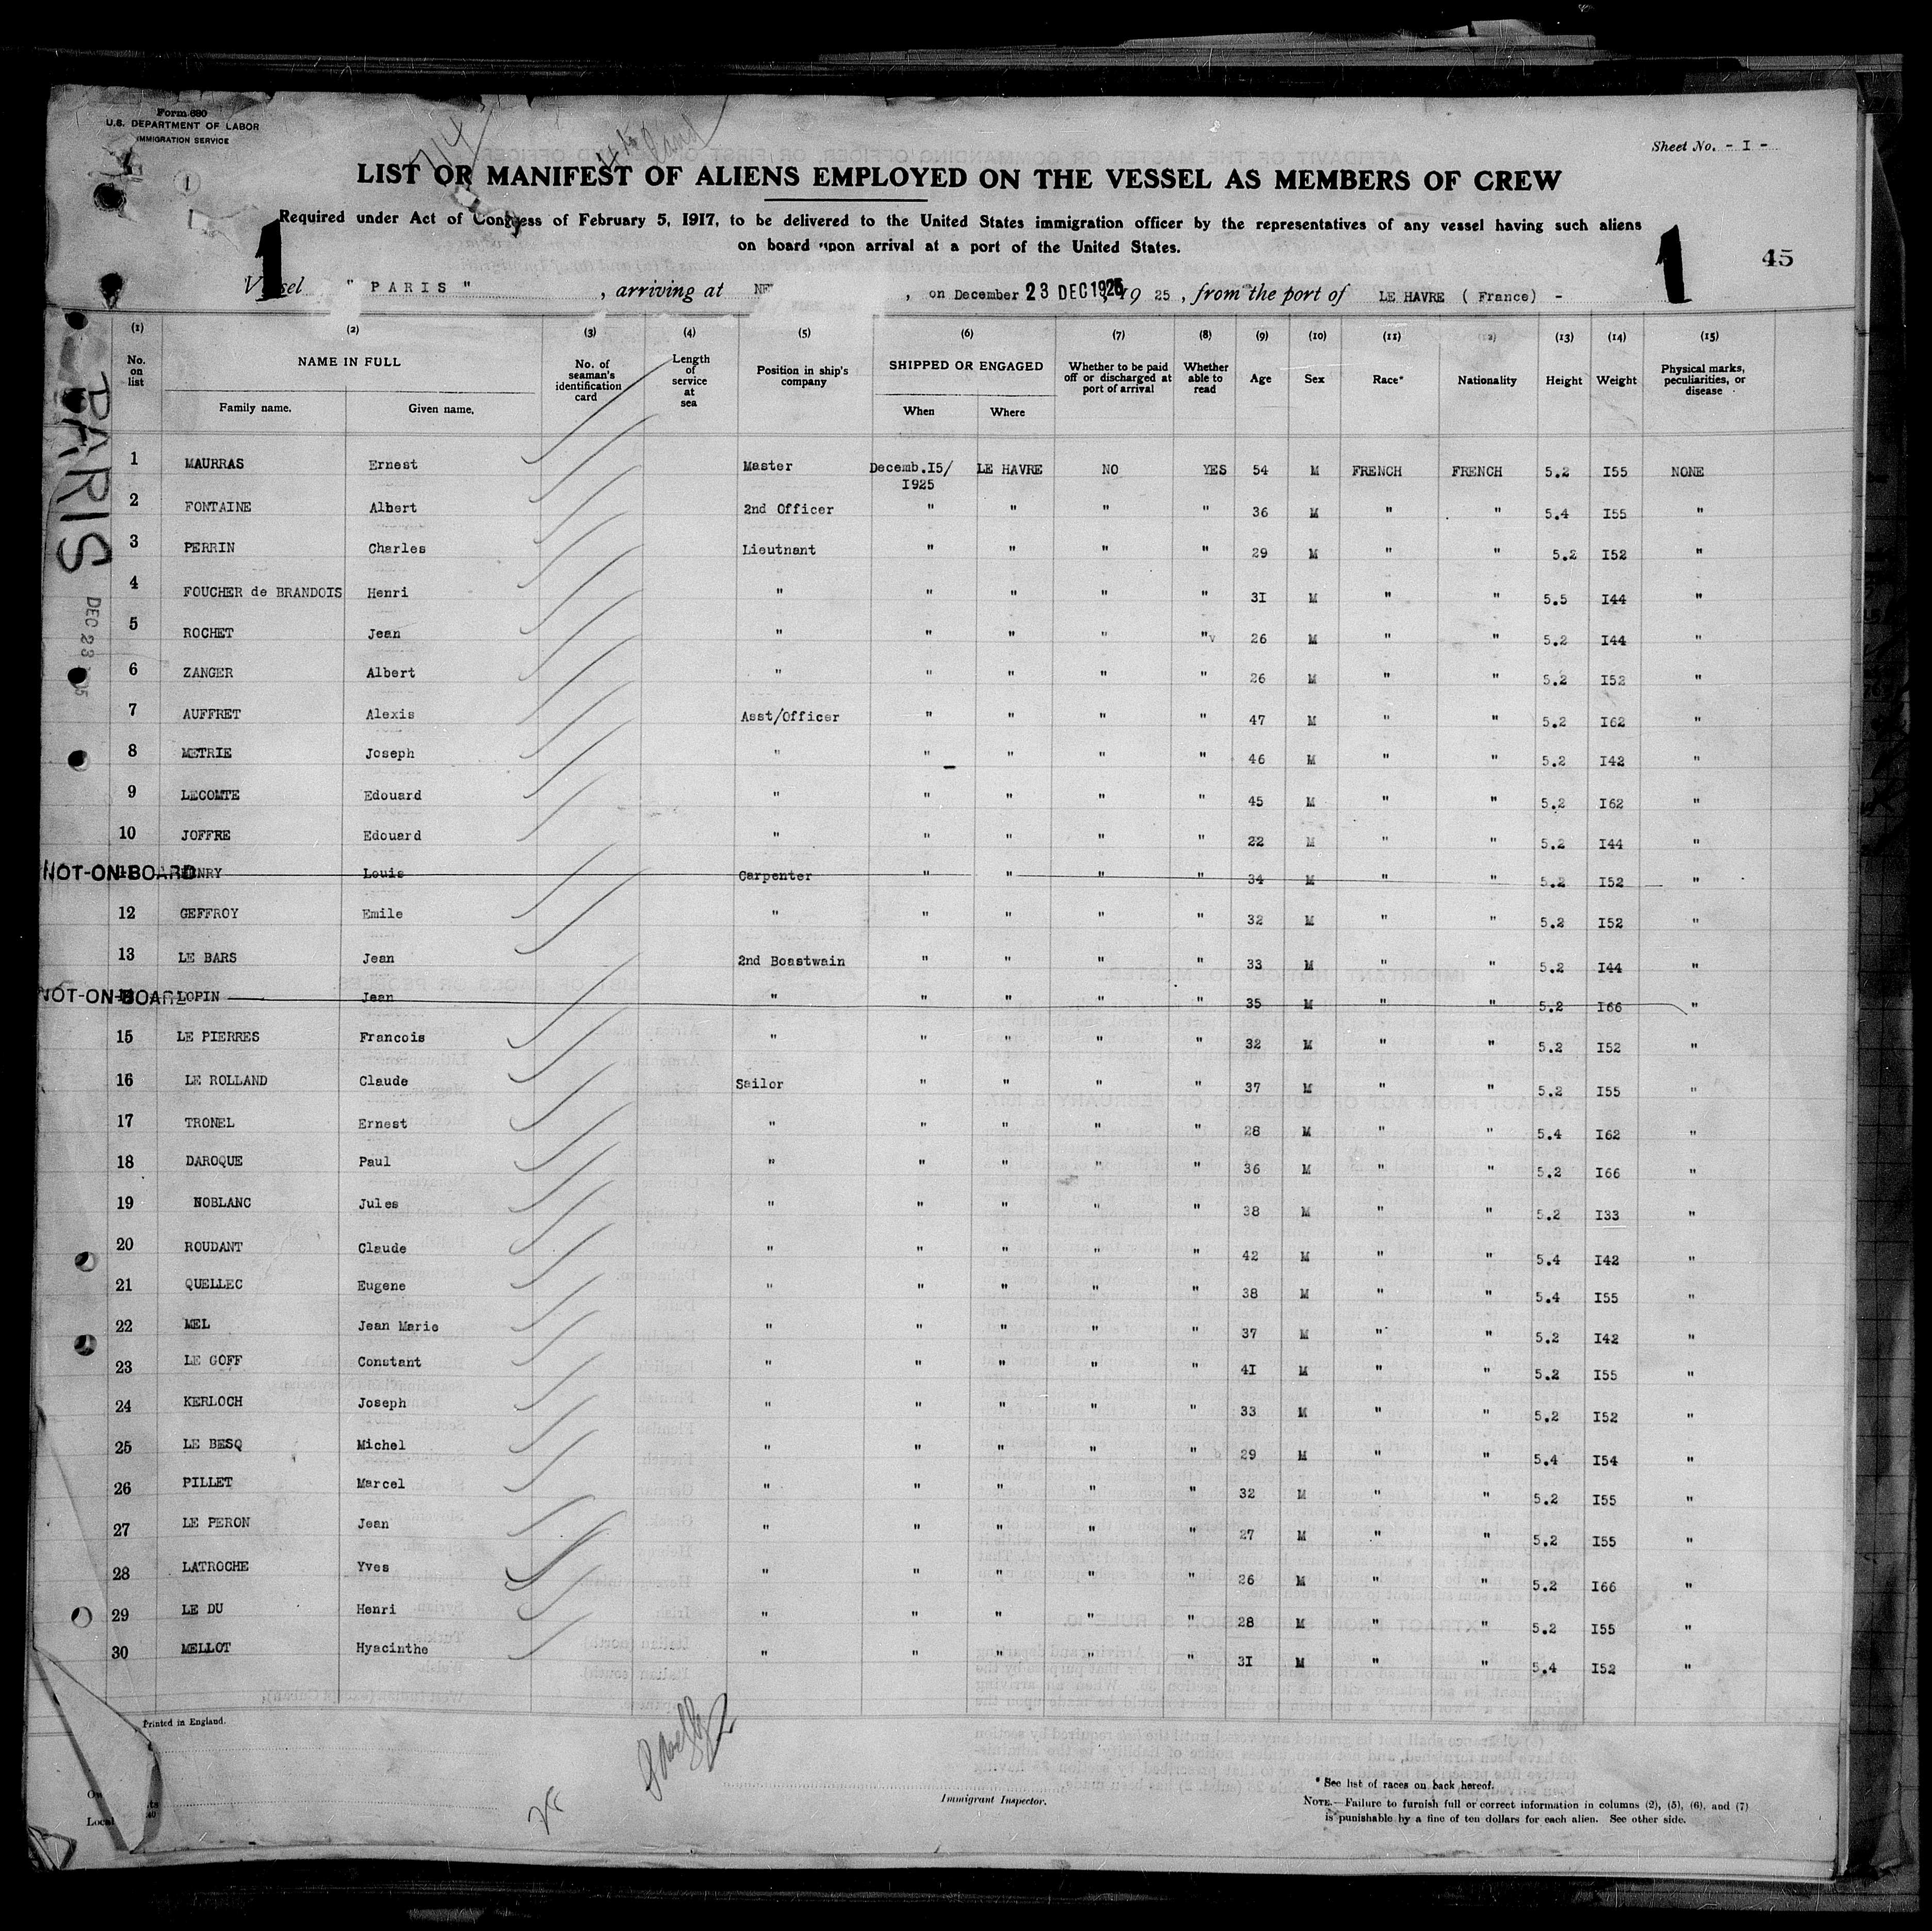 Form 680
U.S. DEPARTMENT OF LABOR
IMMIGRATION SERVICE
Sheet No. - I -
LIST OR MANIFEST OF ALIENS EMPLOYED ON THE VESSEL AS MEMBERS OF CREW
Required under Act of Congress of February 5, 1917, to be delivered to the United States immigration officer by the representatives of any vessel having such aliens
on board upon arrival at a port of the United States.
1 1 45
Vessel " PARIS ", arriving at NE , on December 23 DEC 1925, 19 25, from the port of LE HAVRE ( France) -
(1) (2) (3) (4) (5) (6) (7) (8) (9) (10) (11) (12) (13) (14) (15)
No. on list NAME IN FULL Family name. Given name. No. of seaman's identification card Length of service at sea Position in ship's company SHIPPED OR ENGAGED When Where Whether to be paid off or discharged at port of arrival Whether able to read Age Sex Race* Nationality Height Weight Physical marks, peculiarities, or disease
PARIS
DEC 23
1 MAURRAS Ernest Master Decemb.I5/ I925 LE HAVRE NO YES 54 M FRENCH FRENCH 5.2 I55 NONE
2 FONTAINE Albert 2nd Officer " " " " 36 M " " 5.4 I55 "
3 PERRIN Charles Lieutnant " " " " 29 M " " 5.2 I52 "
4 FOUCHER de BRANDOIS Henri " " " " " 3I M " " 5.5 I44 "
5 ROCHET Jean " " " " " 26 M " " 5.2 I44 "
6 ZANGER Albert " " " " " 26 M " " 5.2 I52 "
7 AUFFRET Alexis Asst/Officer " " " " 47 M " " 5.2 I62 "
8 METRIE Joseph " " " " " 46 M " " 5.2 I42 "
9 LECOMTE Edouard " " " " " 45 M " " 5.2 I62 "
10 JOFFRE Edouard " " " " " 22 M " " 5.2 I44 "
NOT-ON-BOARD 11 HENRY Louis Carpenter " " " " 34 M " " 5.2 I52 "
12 GEFFROY Emile " " " " " 32 M " " 5.2 I52 "
13 LE BARS Jean 2nd Boastwain " " " " 33 M " " 5.2 I44 "
NOT-ON-BOARD 14 LOPIN Jean " " " " " 35 M " " 5.2 I66 "
15 LE PIERRES Francois " " " " " 32 M " " 5.2 I52 "
16 LE ROLLAND Claude Sailor " " " " 37 M " " 5.2 I55 "
17 TRONEL Ernest " " " " " 28 M " " 5.4 I62 "
18 DAROQUE Paul " " " " " 36 M " " 5.2 I66 "
19 NOBLANC Jules " " " " " 38 M " " 5.2 I33 "
20 ROUDANT Claude " " " " " 42 M " " 5.4 I42 "
21 QUELLEC Eugene " " " " " 38 M " " 5.4 I55 "
22 MEL Jean Marie " " " " " 37 M " " 5.2 I42 "
23 LE GOFF Constant " " " " " 4I M " " 5.2 I55 "
24 KERLOCH Joseph " " " " " 33 M " " 5.2 I52 "
25 LE BESQ Michel " " " " " 29 M " " 5.4 I54 "
26 PILLET Marcel " " " " " 32 M " " 5.2 I55 "
27 LE PERON Jean " " " " " 27 M " " 5.2 I55 "
28 LATROCHE Yves " " " " " 26 M " " 5.2 I66 "
29 LE DU Henri " " " " " 28 M " " 5.2 I55 "
30 MELLOT Hyacinthe " " " " " 3I M " " 5.4 I52 "
Printed in England.
Immigrant Inspector.
* See list of races on back hereof.
NOTE.—Failure to furnish full or correct information in columns (2), (5), (6), and (7)
is punishable by a fine of ten dollars for each alien. See other side.
Local